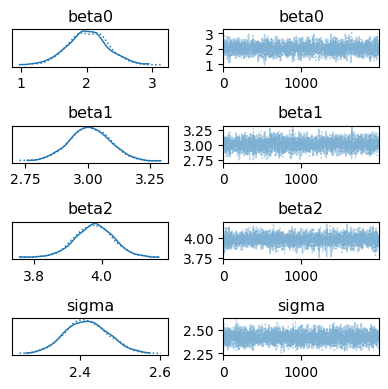 beta0 beta0
3
2
1
1 2 3 0 1000
beta1 beta1
3.25
3.00
2.75
2.75 3.00 3.25 0 1000
beta2 beta2
4.00
3.75
3.8 4.0 0 1000
sigma sigma
2.50
2.25
2.4 2.6 0 1000